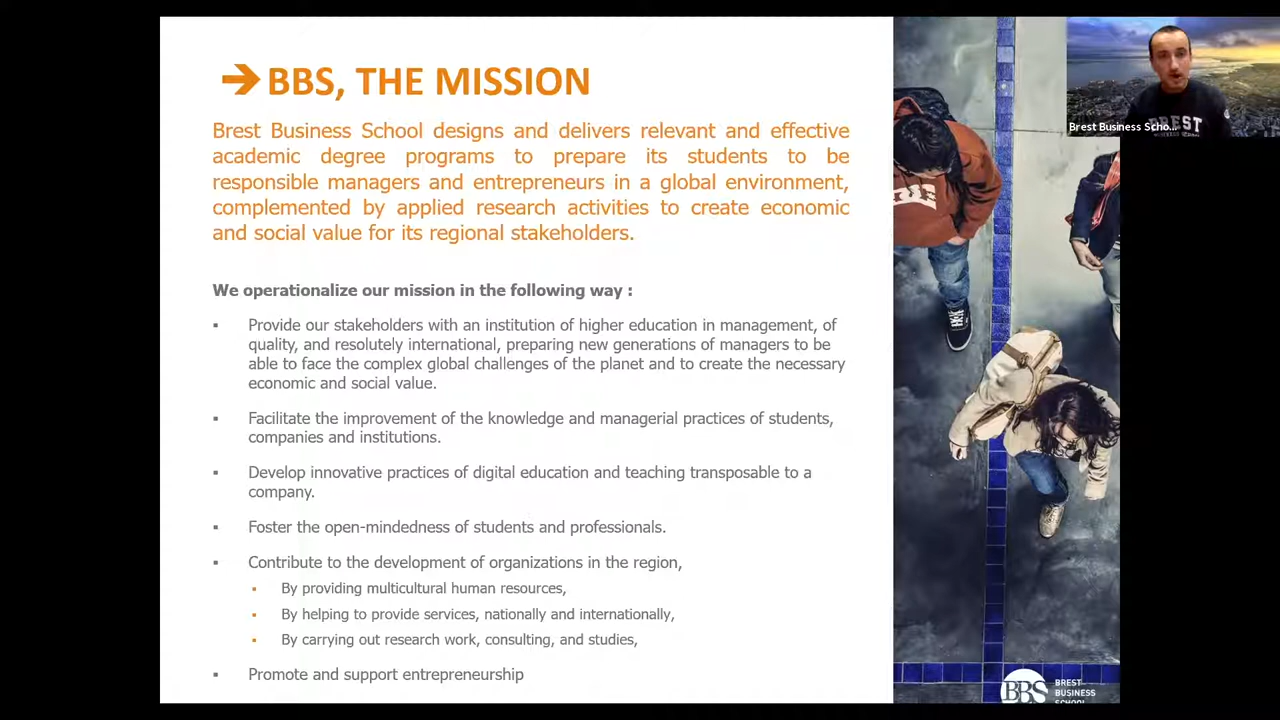 ➔ BBS, THE MISSION
Brest Business School designs and delivers relevant and effective
academic degree programs to prepare its students to be
responsible managers and entrepreneurs in a global environment,
complemented by applied research activities to create economic
and social value for its regional stakeholders.
We operationalize our mission in the following way :
▪ Provide our stakeholders with an institution of higher education in management, of
quality, and resolutely international, preparing new generations of managers to be
able to face the complex global challenges of the planet and to create the necessary
economic and social value.
▪ Facilitate the improvement of the knowledge and managerial practices of students,
companies and institutions.
▪ Develop innovative practices of digital education and teaching transposable to a
company.
▪ Foster the open-mindedness of students and professionals.
▪ Contribute to the development of organizations in the region,
▪ By providing multicultural human resources,
▪ By helping to provide services, nationally and internationally,
▪ By carrying out research work, consulting, and studies,
▪ Promote and support entrepreneurship
BREST
Brest Business Scho...
BBS
BREST
BUSINESS
SCHOOL